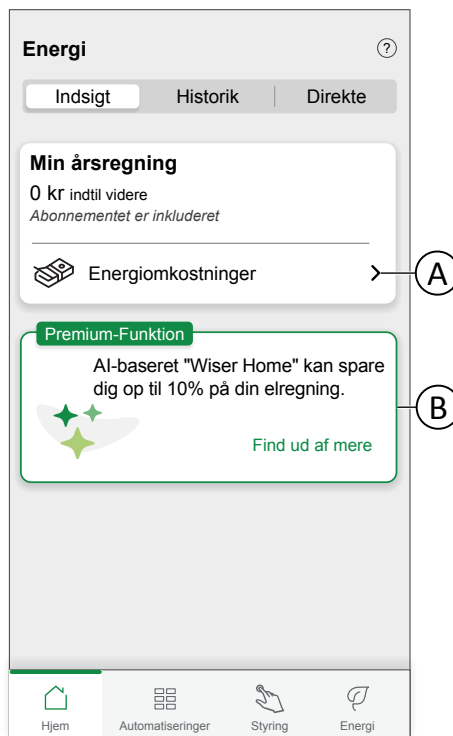 Energi
?
Indsigt Historik Direkte
Min årsregning
0 kr indtil videre
Abonnementet er inkluderet
Energiomkostninger
A
Premium-Funktion
AI-baseret "Wiser Home" kan spare
dig op til 10% på din elregning.
B
Find ud af mere
Hjem Automatiseringer Styring Energi